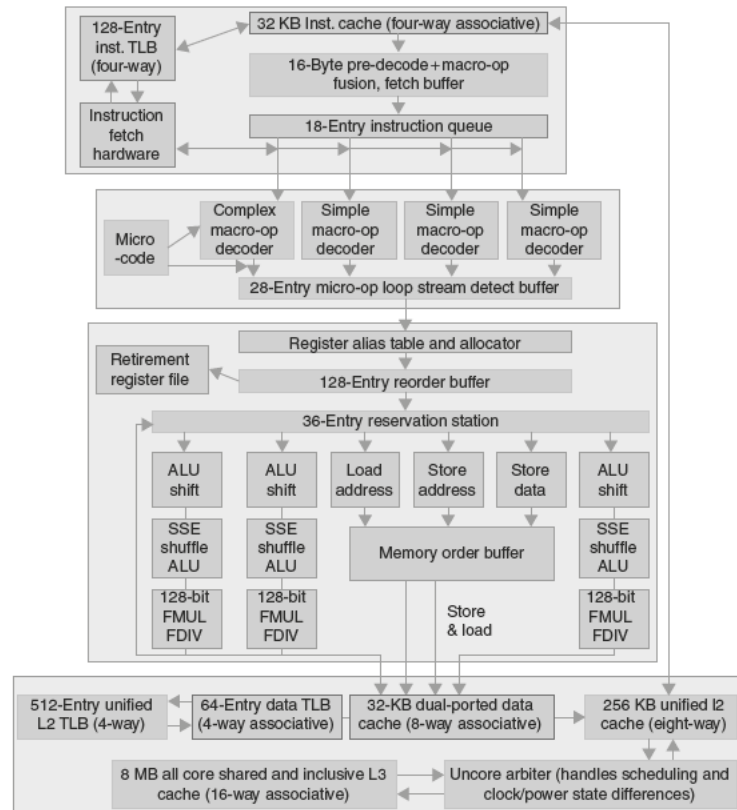 128-Entry
inst. TLB
(four-way)
32 KB Inst. cache (four-way associative)
16-Byte pre-decode+macro-op
fusion, fetch buffer
Instruction
fetch
hardware
18-Entry instruction queue
Micro
-code
Complex
macro-op
decoder
Simple
macro-op
decoder
Simple
macro-op
decoder
Simple
macro-op
decoder
28-Entry micro-op loop stream detect buffer
Register alias table and allocator
Retirement
register file
128-Entry reorder buffer
36-Entry reservation station
ALU
shift
ALU
shift
Load
address
Store
address
Store
data
ALU
shift
SSE
shuffle
ALU
SSE
shuffle
ALU
Memory order buffer
SSE
shuffle
ALU
128-bit
FMUL
FDIV
128-bit
FMUL
FDIV
Store
& load
128-bit
FMUL
FDIV
512-Entry unified
L2 TLB (4-way)
64-Entry data TLB
(4-way associative)
32-KB dual-ported data
cache (8-way associative)
256 KB unified l2
cache (eight-way)
8 MB all core shared and inclusive L3
cache (16-way associative)
Uncore arbiter (handles scheduling and
clock/power state differences)